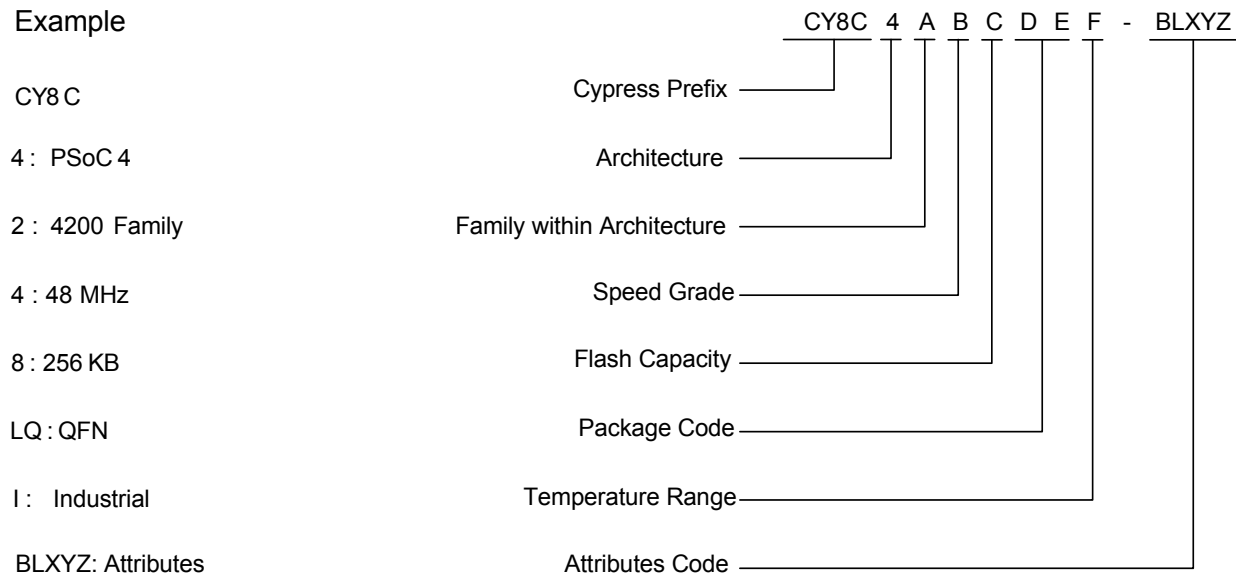 Example CY8C 4 A B C D E F - BLXYZ
CY8 C Cypress Prefix
4 : PSoC 4 Architecture
2 : 4200 Family Family within Architecture
4 : 48 MHz Speed Grade
8 : 256 KB Flash Capacity
LQ : QFN Package Code
I : Industrial Temperature Range
BLXYZ: Attributes Attributes Code